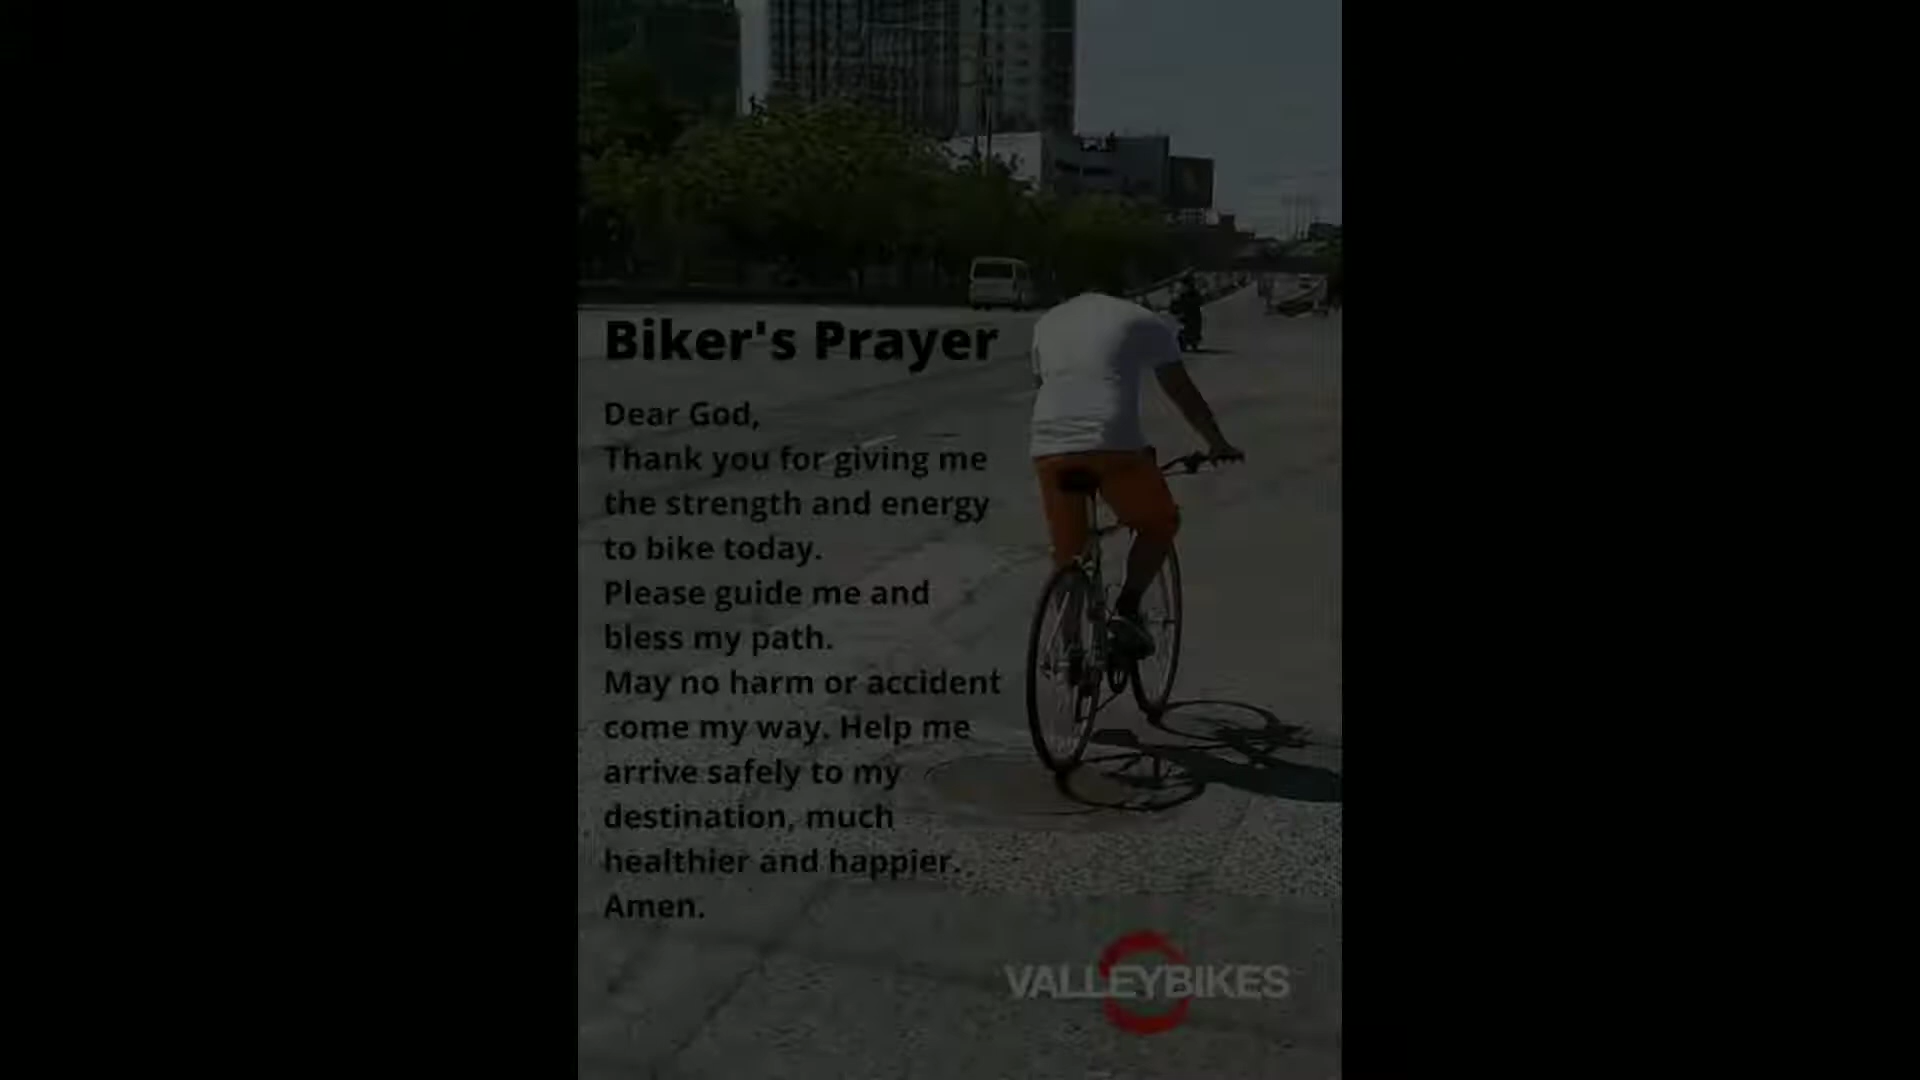 Biker's Prayer
Dear God,
Thank you for giving me
the strength and energy
to bike today.
Please guide me and
bless my path.
May no harm or accident
come my way. Help me
arrive safely to my
destination, much
healthier and happier.
Amen.
VALLEYBIKES